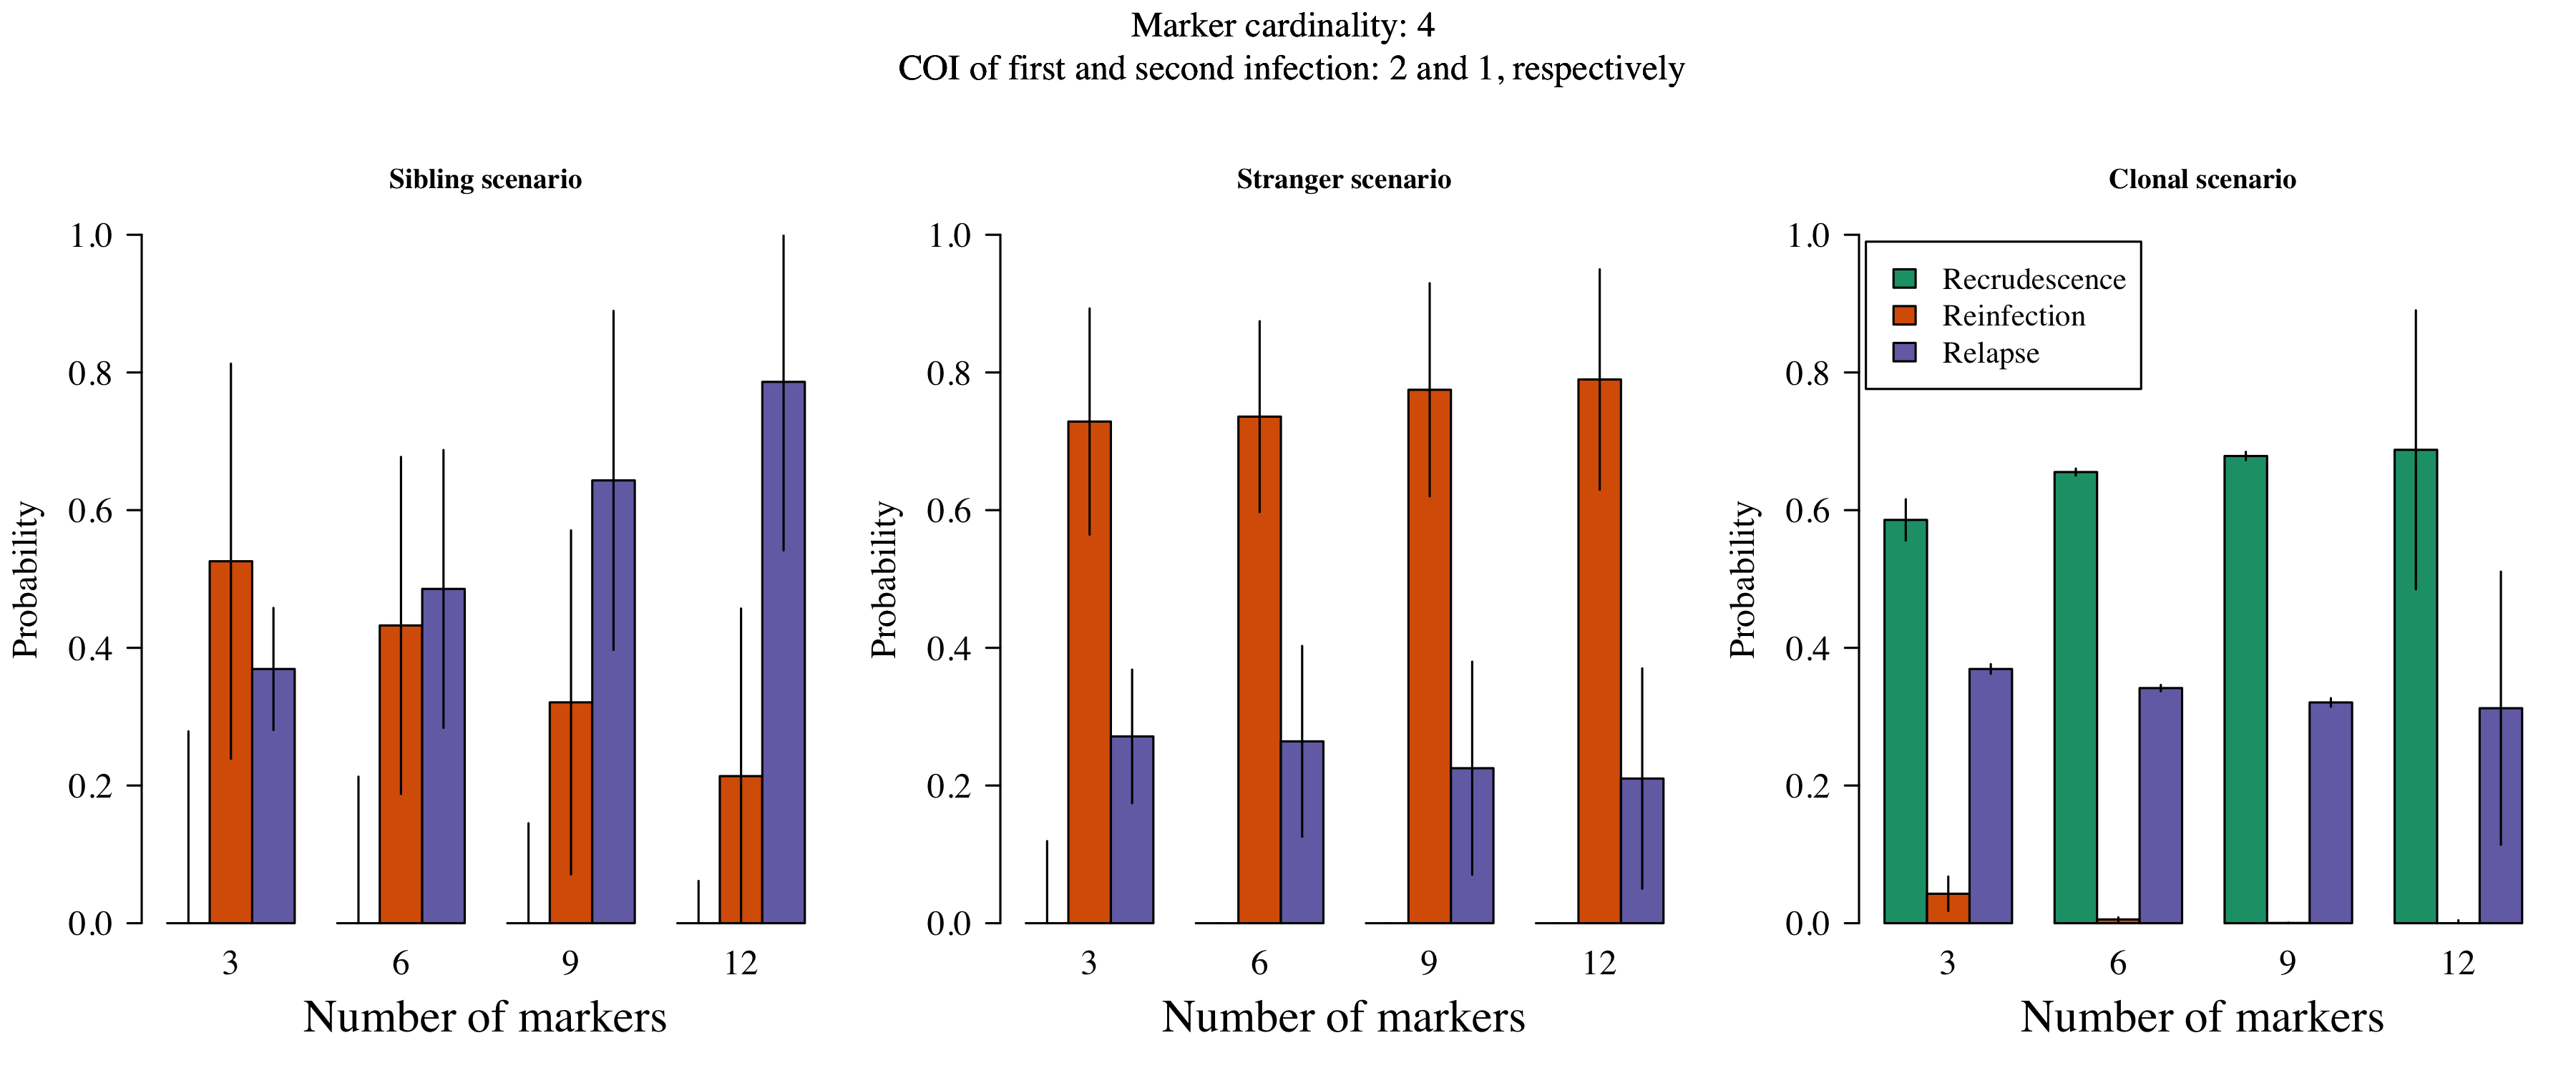 Marker cardinality: 4
COI of first and second infection: 2 and 1, respectively
Sibling scenario
Probability
1.0
0.8
0.6
0.4
0.2
0.0
3 6 9 12
Number of markers
Stranger scenario
Probability
1.0
0.8
0.6
0.4
0.2
0.0
3 6 9 12
Number of markers
Clonal scenario
Probability
1.0
0.8
0.6
0.4
0.2
0.0
Recrudescence
Reinfection
Relapse
3 6 9 12
Number of markers